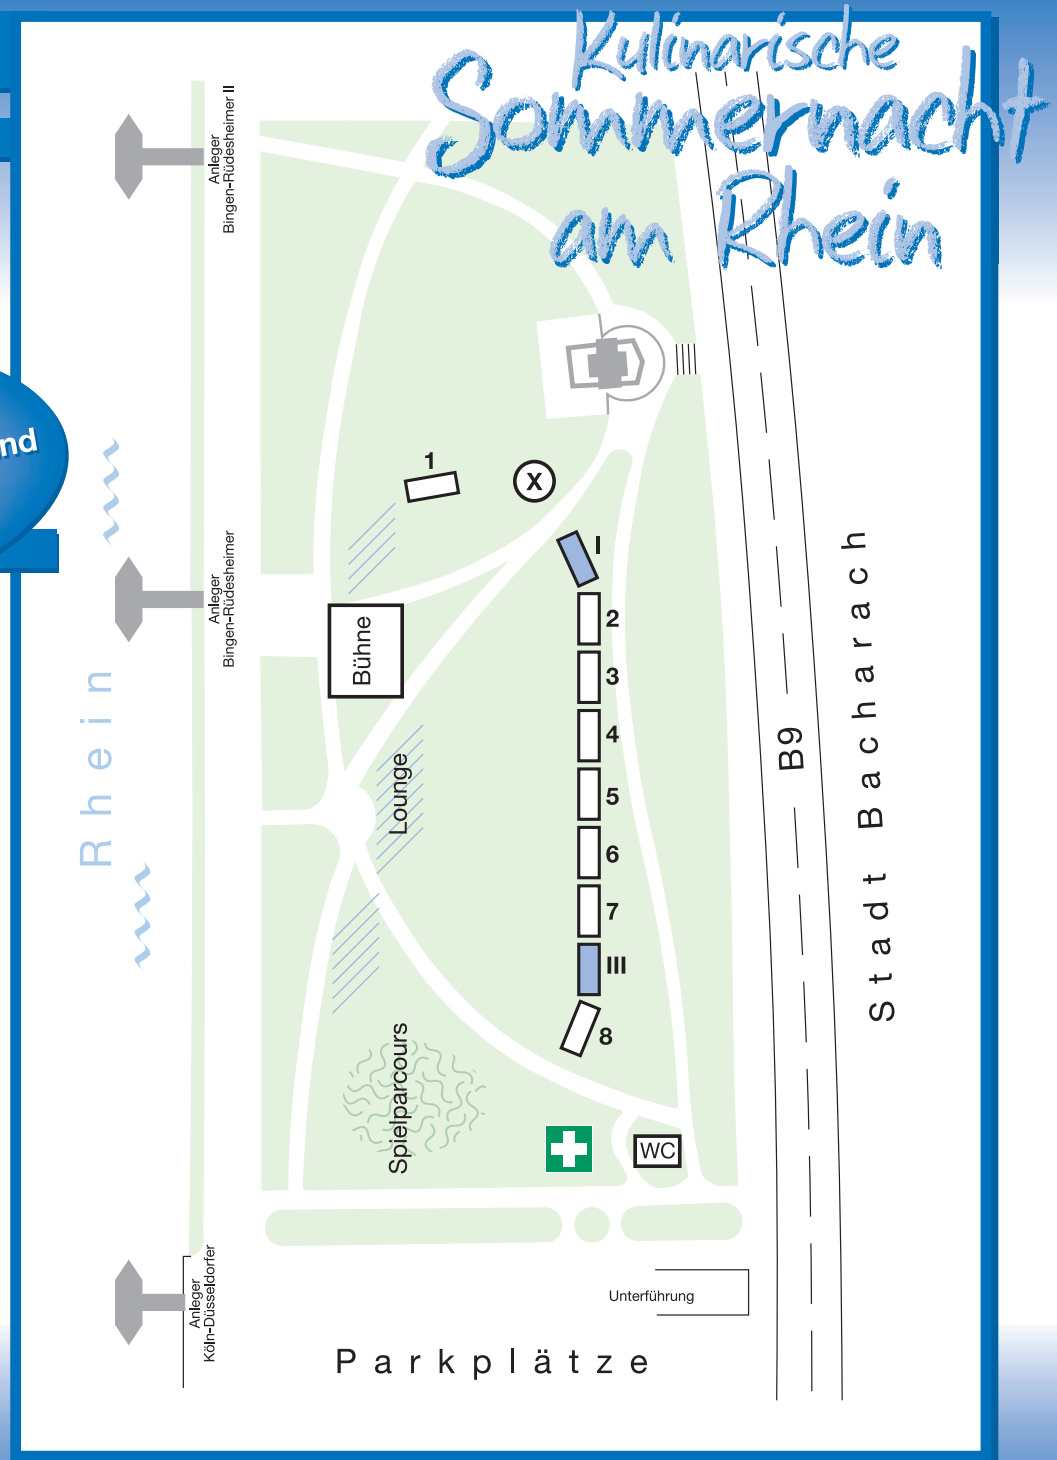 Kulinarische
Sommernacht
am Rhein
Anleger
Bingen-Rüdesheimer II
nd
1
X
I
Anleger
Bingen-Rüdesheimer
2
Bühne
3
Rhein
4
B9
Stadt Bacharach
Lounge
5
6
7
III
8
Spielparcours
WC
Anleger
Köln-Düsseldorfer
Unterführung
Parkplätze